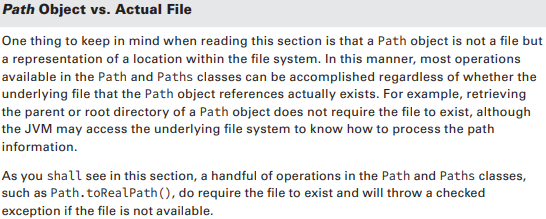 Path Object vs. Actual File
One thing to keep in mind when reading this section is that a Path object is not a file but
a representation of a location within the file system. In this manner, most operations
available in the Path and Paths classes can be accomplished regardless of whether the
underlying file that the Path object references actually exists. For example, retrieving
the parent or root directory of a Path object does not require the file to exist, although
the JVM may access the underlying file system to know how to process the path
information.
As you shall see in this section, a handful of operations in the Path and Paths classes,
such as Path.toRealPath(), do require the file to exist and will throw a checked
exception if the file is not available.